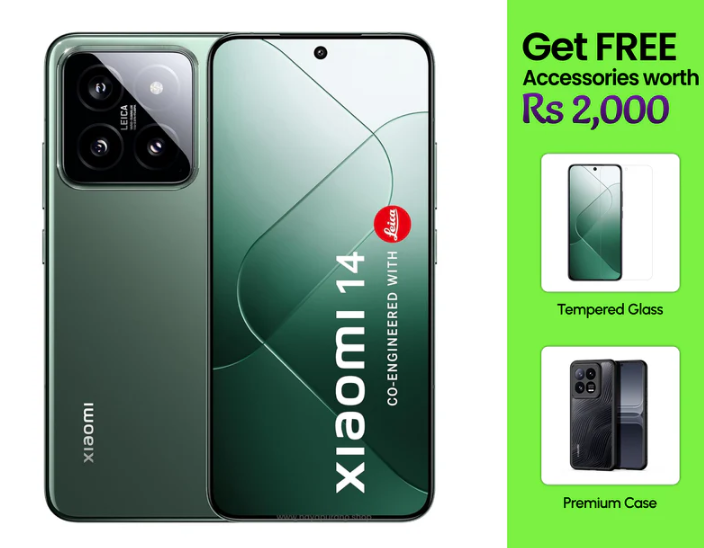 LEICA
xiaomi
xiaomi 14
CO-ENGINEERED WITH
Leica
Get FREE
Accessories worth
Rs 2,000
Tempered Glass
Premium Case